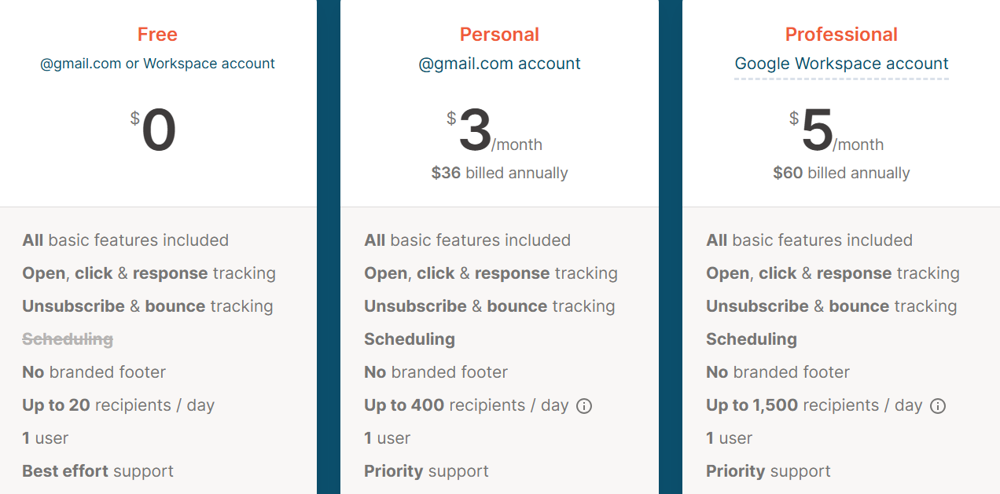 Free
@gmail.com or Workspace account
$0
All basic features included
Open, click & response tracking
Unsubscribe & bounce tracking
Scheduling
No branded footer
Up to 20 recipients / day
1 user
Best effort support
Personal
@gmail.com account
$3/month
$36 billed annually
All basic features included
Open, click & response tracking
Unsubscribe & bounce tracking
Scheduling
No branded footer
Up to 400 recipients / day
1 user
Priority support
Professional
Google Workspace account
$5/month
$60 billed annually
All basic features included
Open, click & response tracking
Unsubscribe & bounce tracking
Scheduling
No branded footer
Up to 1,500 recipients / day
1 user
Priority support